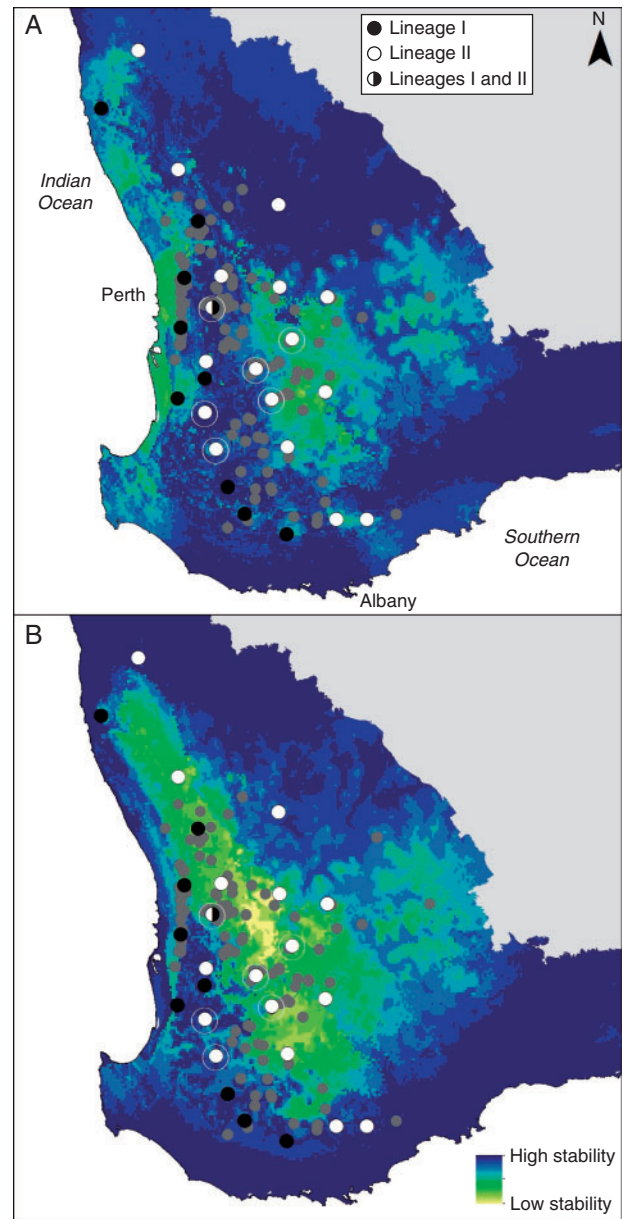 A
Lineage I
Lineage II
Lineages I and II
N
Indian
Ocean
Perth
Southern
Ocean
Albany
B
High stability
Low stability